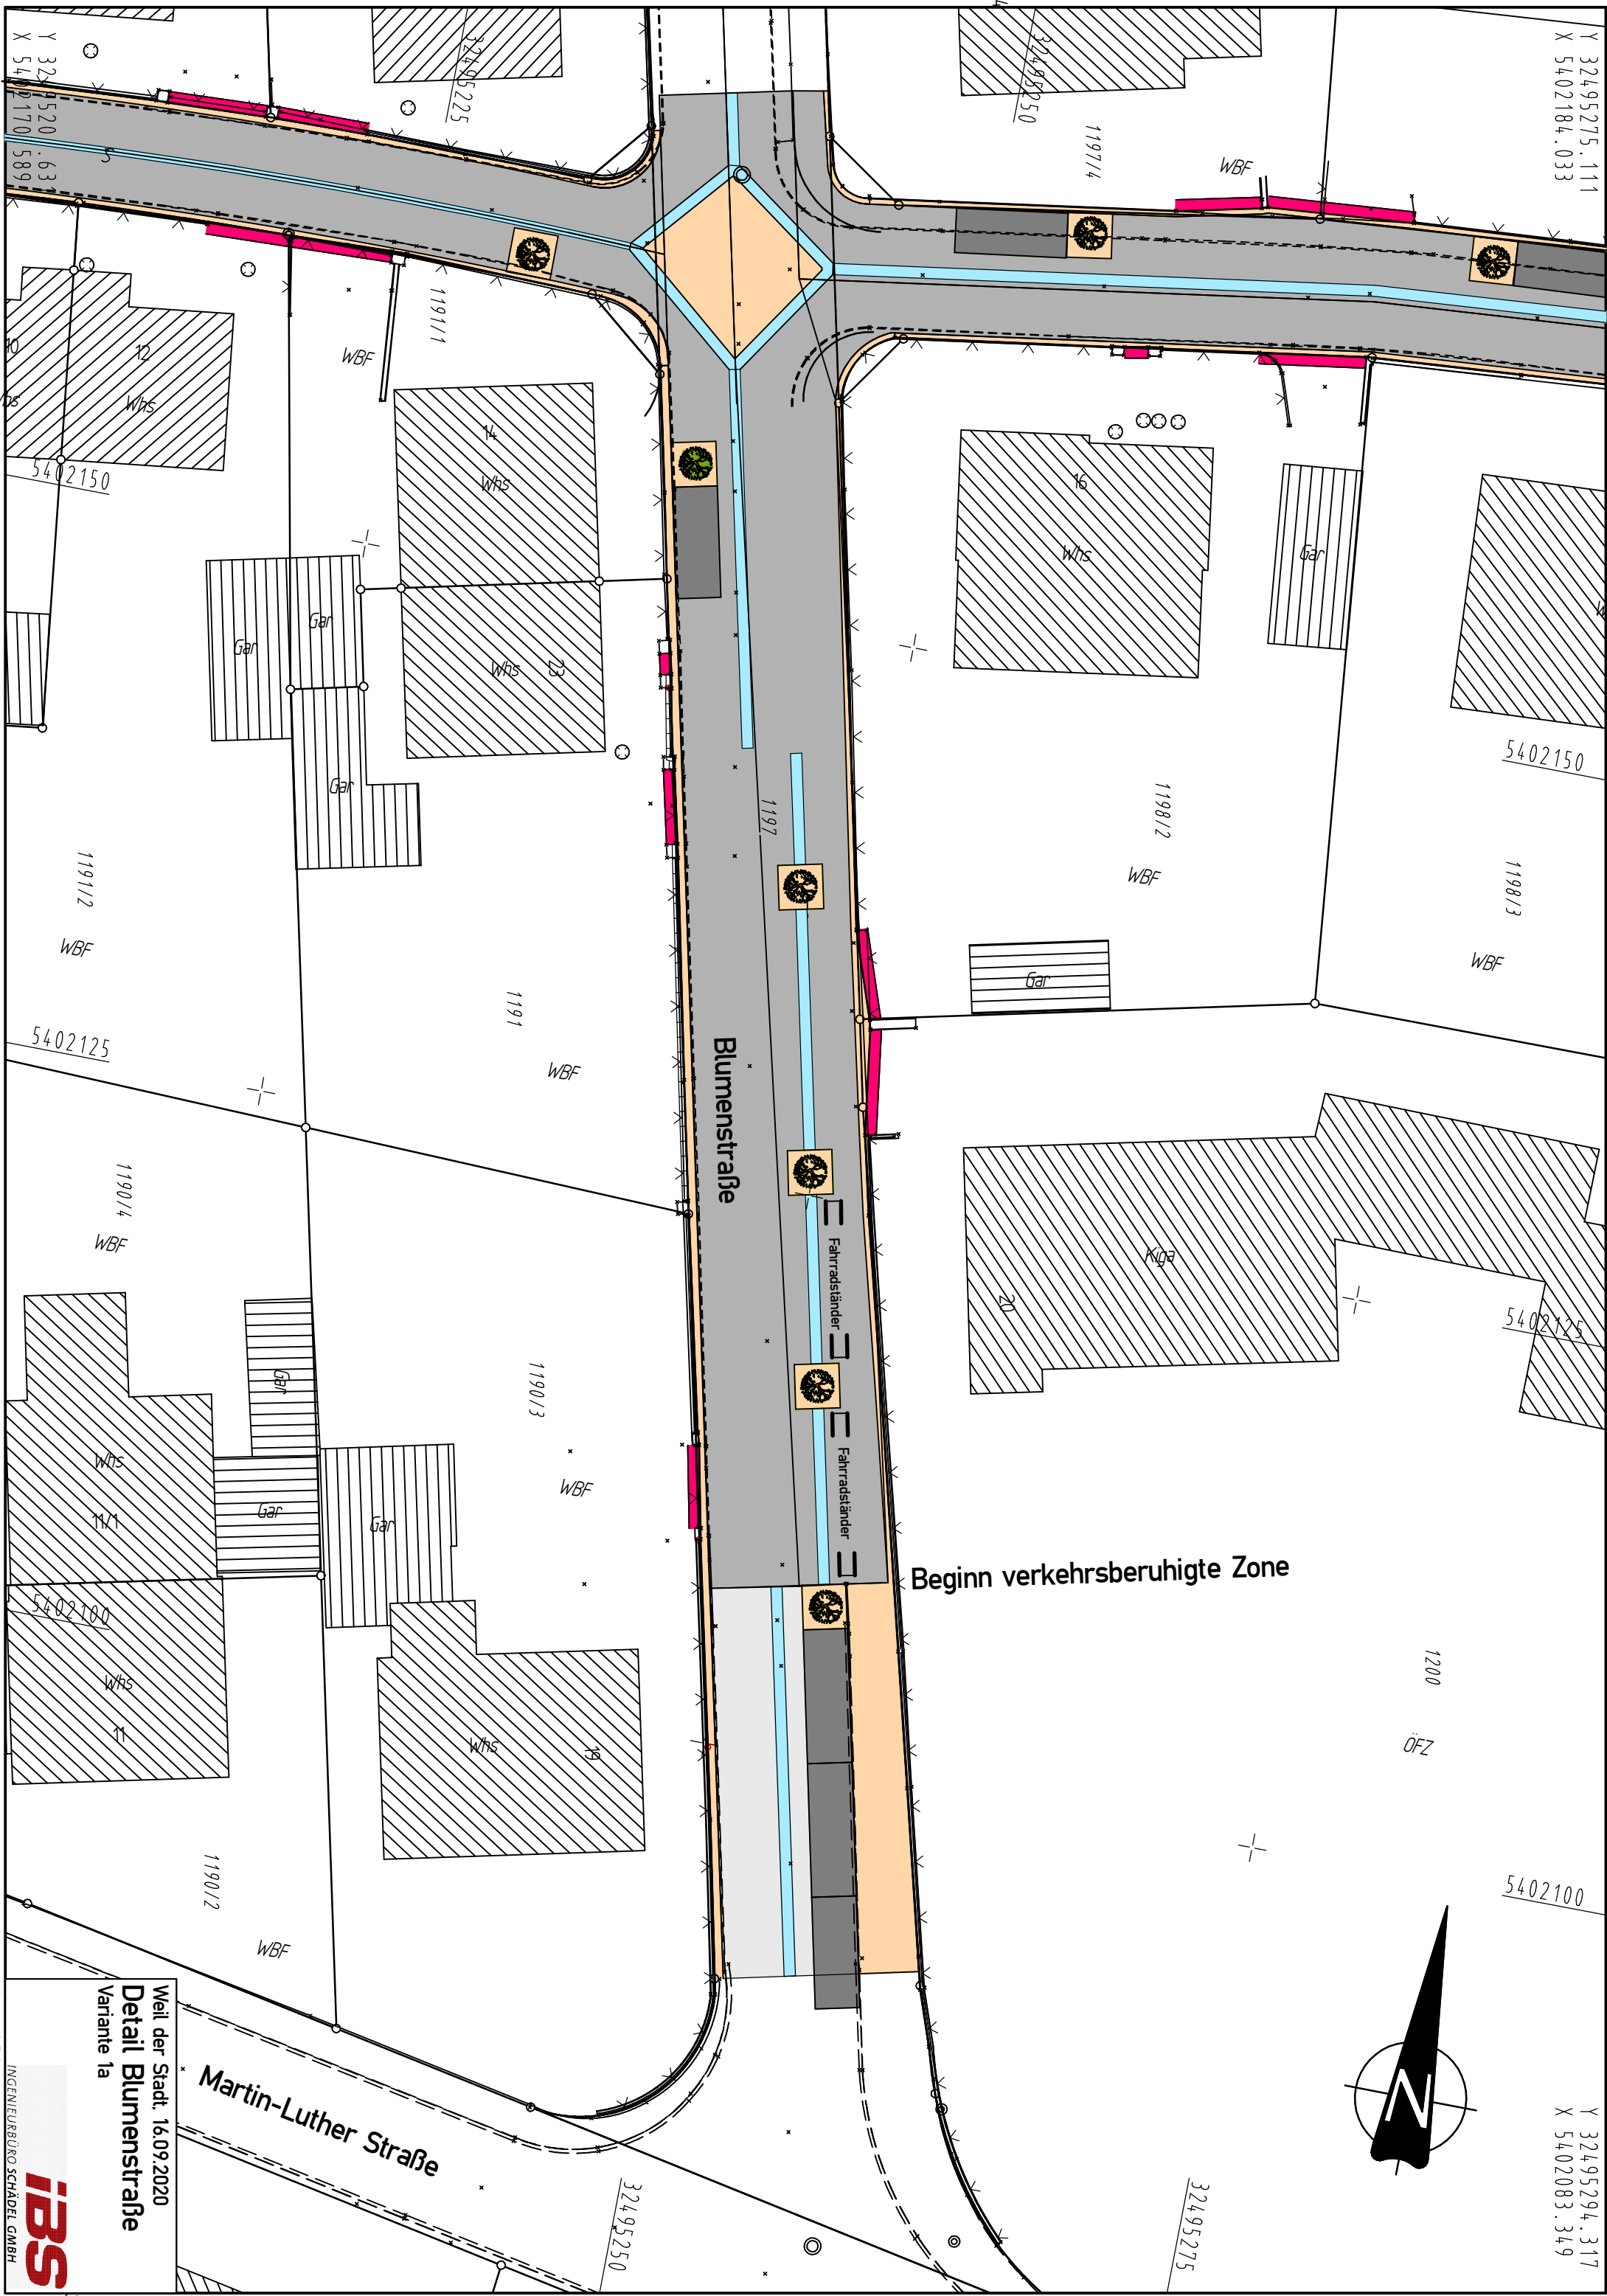 Y 32495275.111
X 5402184.033
X 5402170.589
32495225
32495250
1197/4
WBF
S
1191/1
WBF
10
12
Whs
14
Whs
16
Whs
Gar
5402150
Gar
Gar
Whs
23
Gar
5402150
1197
1198/2
WBF
1198/3
WBF
1191/2
WBF
Gar
1191
WBF
5402125
Blumenstraße
1190/4
WBF
Fahrradständer
Kiga
20
5402125
1190/3
WBF
Gar
Whs
11/1
Gar
Gar
Fahrradständer
Beginn verkehrsberuhigte Zone
5402100
Whs
11
Whs
19
1200
ÖFZ
1190/2
WBF
5402100
N
Martin-Luther Straße
32495250
32495275
Y 32495294.317
X 5402083.349
Weil der Stadt, 16.09.2020
Detail Blumenstraße
Variante 1a
iBS
INGENIEURBÜRO SCHÄDEL GMBH